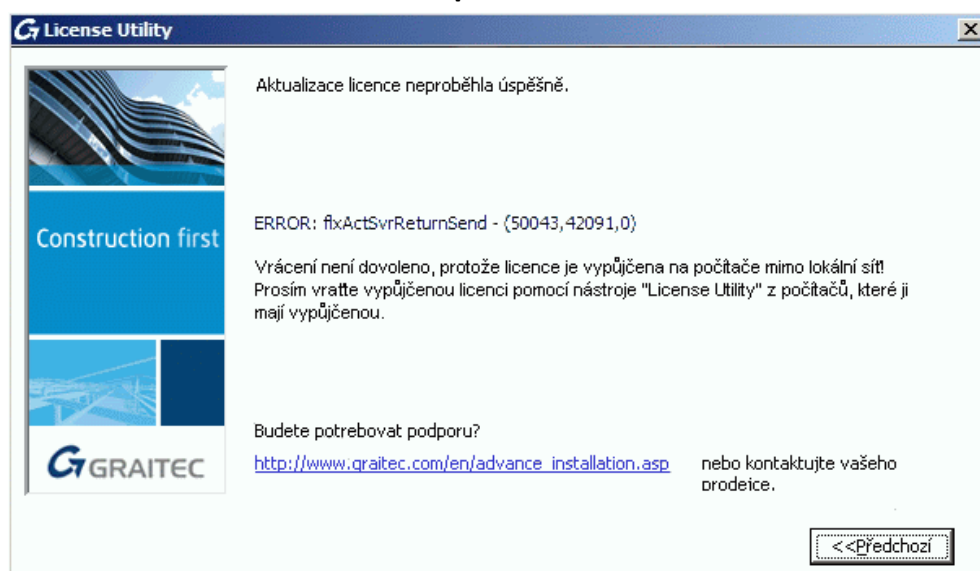 License Utility
Aktualizace licence neproběhla úspěšně.
Construction first
ERROR: flxActSvrReturnSend - (50043,42091,0)
Vrácení není dovoleno, protože licence je vypůjčena na počítače mimo lokální síť!
Prosím vraťte vypůjčenou licenci pomocí nástroje "License Utility" z počítačů, které ji
mají vypůjčenou.
Budete potrebovat podporu?
http://www.graitec.com/en/advance_installation.asp
nebo kontaktujte vašeho
prodejce.
GRAITEC
<<Předchozí